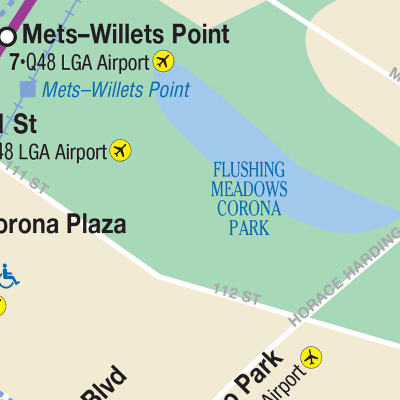 Mets–Willets Point
7•Q48 LGA Airport
Mets–Willets Point
St
48 LGA Airport
111 ST
FLUSHING
MEADOWS
CORONA
PARK
orona Plaza
112 ST
HORACE HARDING
Park
Airport
Blvd